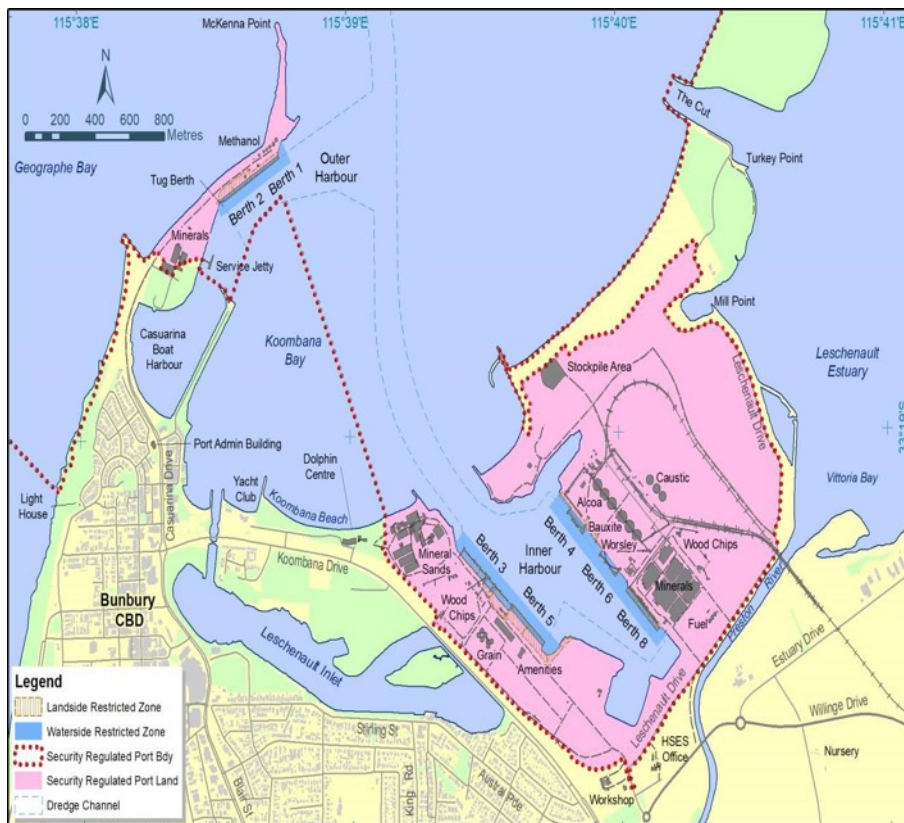 115°38'E
115°39'E
115°40'E
115°41'E
McKenna Point
N
0 200 400 600 800
Metres
Geographe Bay
Methanol
Tug Berth
Berth 2 Berth 1
Outer
Harbour
The Cut
Turkey Point
Minerals
Service Jetty
Casuarina
Boat
Harbour
Koombana
Bay
Mill Point
Leschenault
Estuary
Stockpile Area
Leschenault Drive
33°19'S
Port Admin Building
Casuarina Drive
Light
House
Yacht
Club
Koombana Beach
Dolphin
Centre
Koombana Drive
Vittoria Bay
Caustic
Alcoa
Bauxite
Worsley
Wood Chips
Berth 4
Berth 6
Berth 8
Inner
Harbour
Berth 3
Berth 5
Mineral
Sands
Wood
Chips
Grain
Amenities
Minerals
Fuel
Preston River
Estuary Drive
Willinge Drive
Leschenault Drive
Bunbury
CBD
Leschenault Inlet
Stirling St
Blair St
King Rd
Austral Pde
HSES
Office
Nursery
Workshop
Legend
Landside Restricted Zone
Waterside Restricted Zone
Security Regulated Port Bdy
Security Regulated Port Land
Dredge Channel